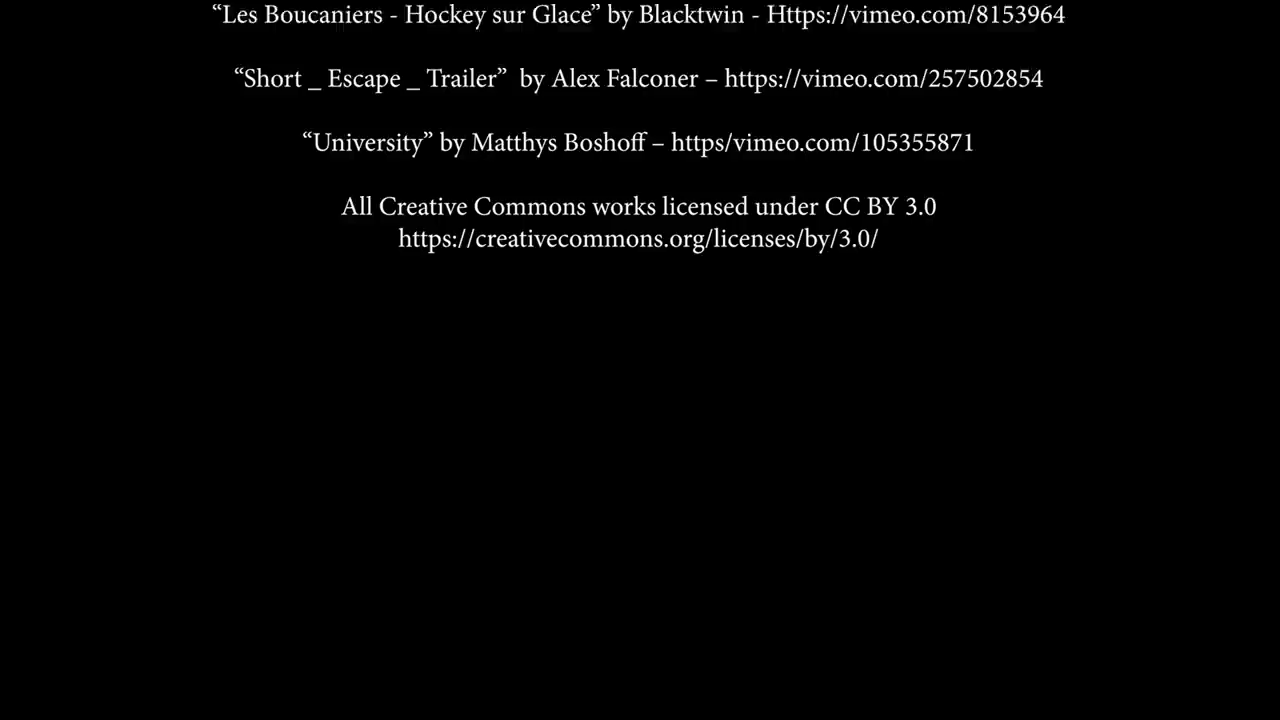 “Les Boucaniers - Hockey sur Glace” by Blacktwin - Https://vimeo.com/8153964
“Short _ Escape _ Trailer”  by Alex Falconer – https://vimeo.com/257502854
“University” by Matthys Boshoff – https/vimeo.com/105355871
All Creative Commons works licensed under CC BY 3.0
https://creativecommons.org/licenses/by/3.0/